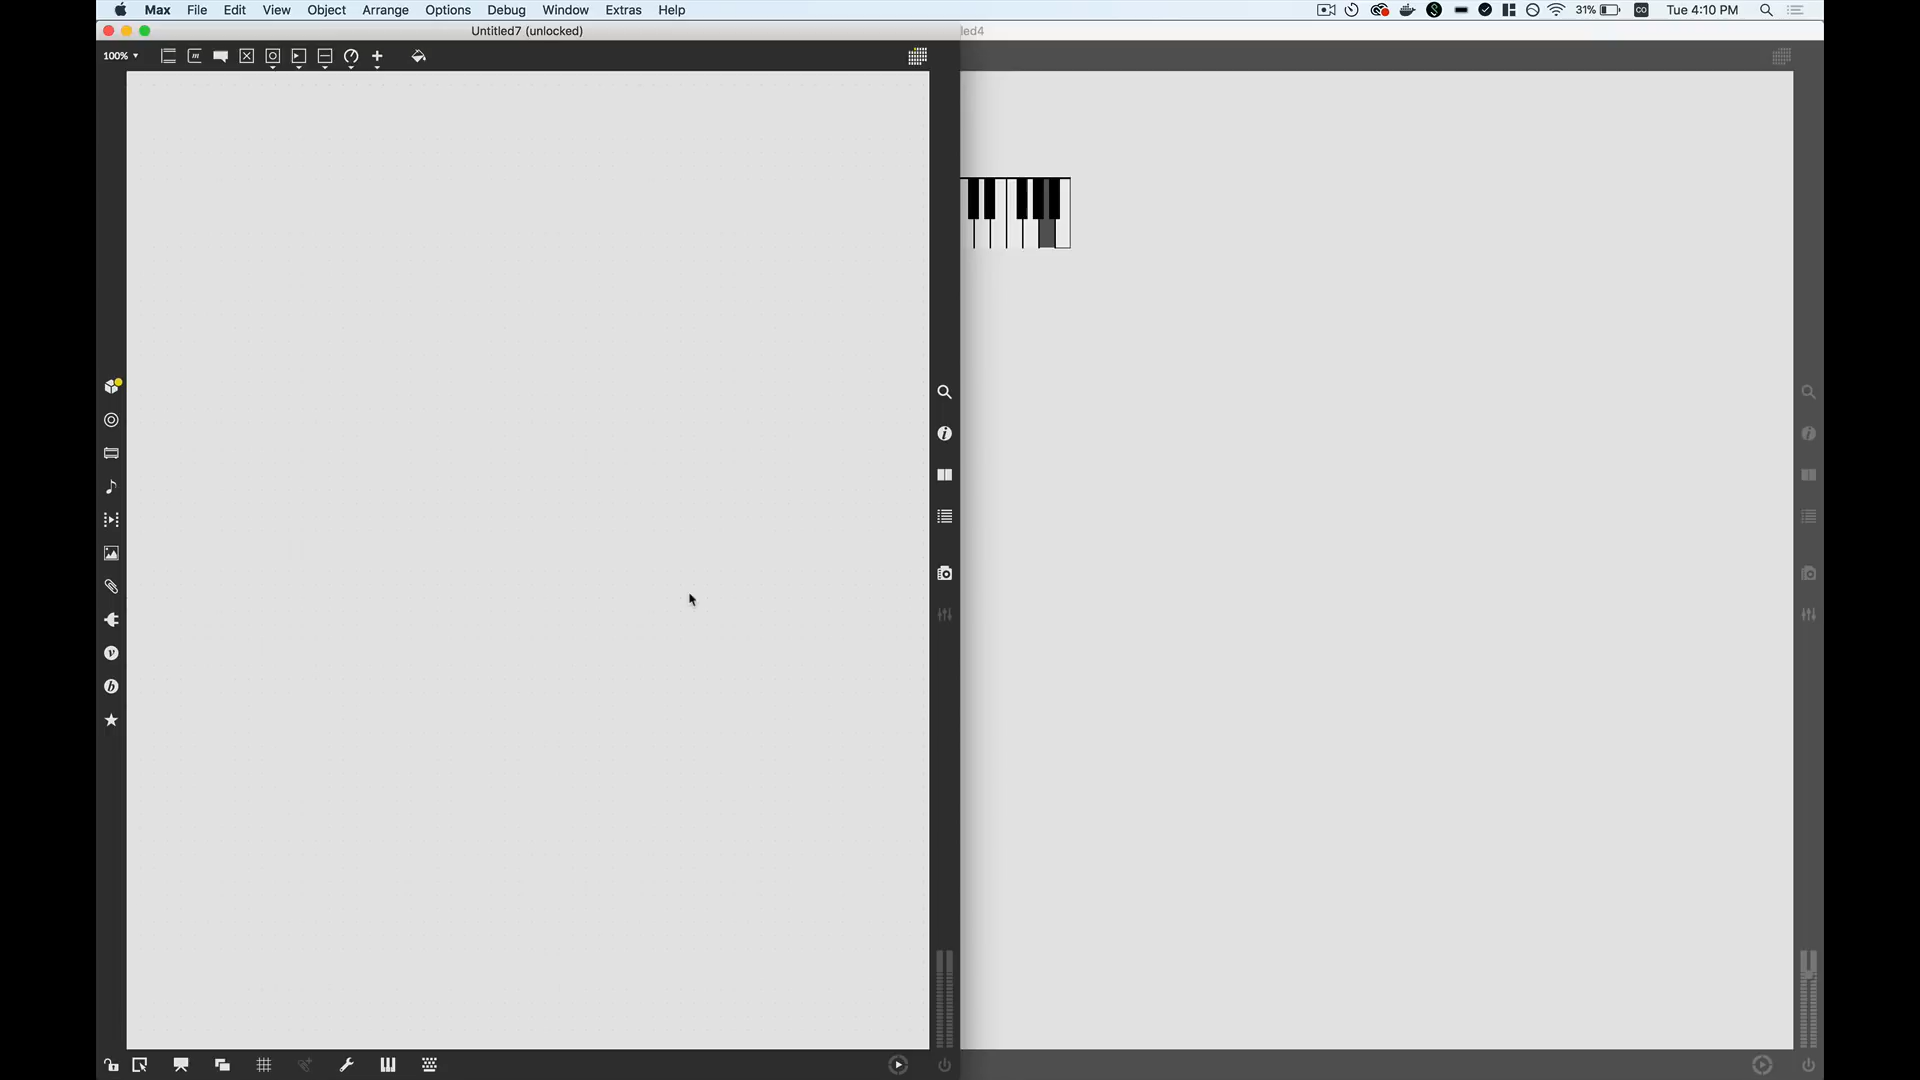 Max File Edit View Object Arrange Options Debug Window Extras Help 31% Tue 4:10 PM
Untitled7 (unlocked)
led4
100%